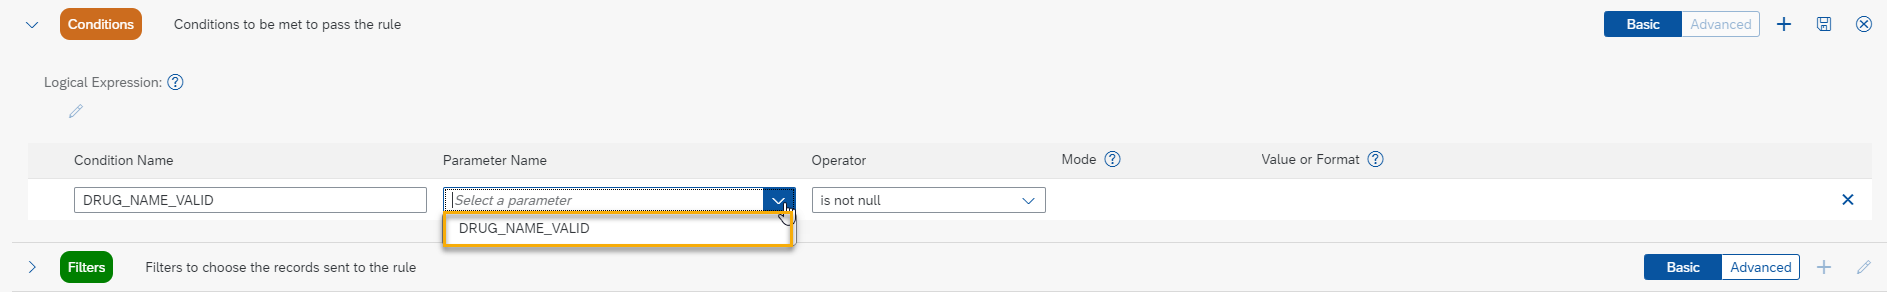 Conditions Conditions to be met to pass the rule Basic Advanced
Logical Expression: ?
Condition Name Parameter Name Operator Mode ? Value or Format ?
DRUG_NAME_VALID Select a parameter is not null
DRUG_NAME_VALID
Filters Filters to choose the records sent to the rule Basic Advanced